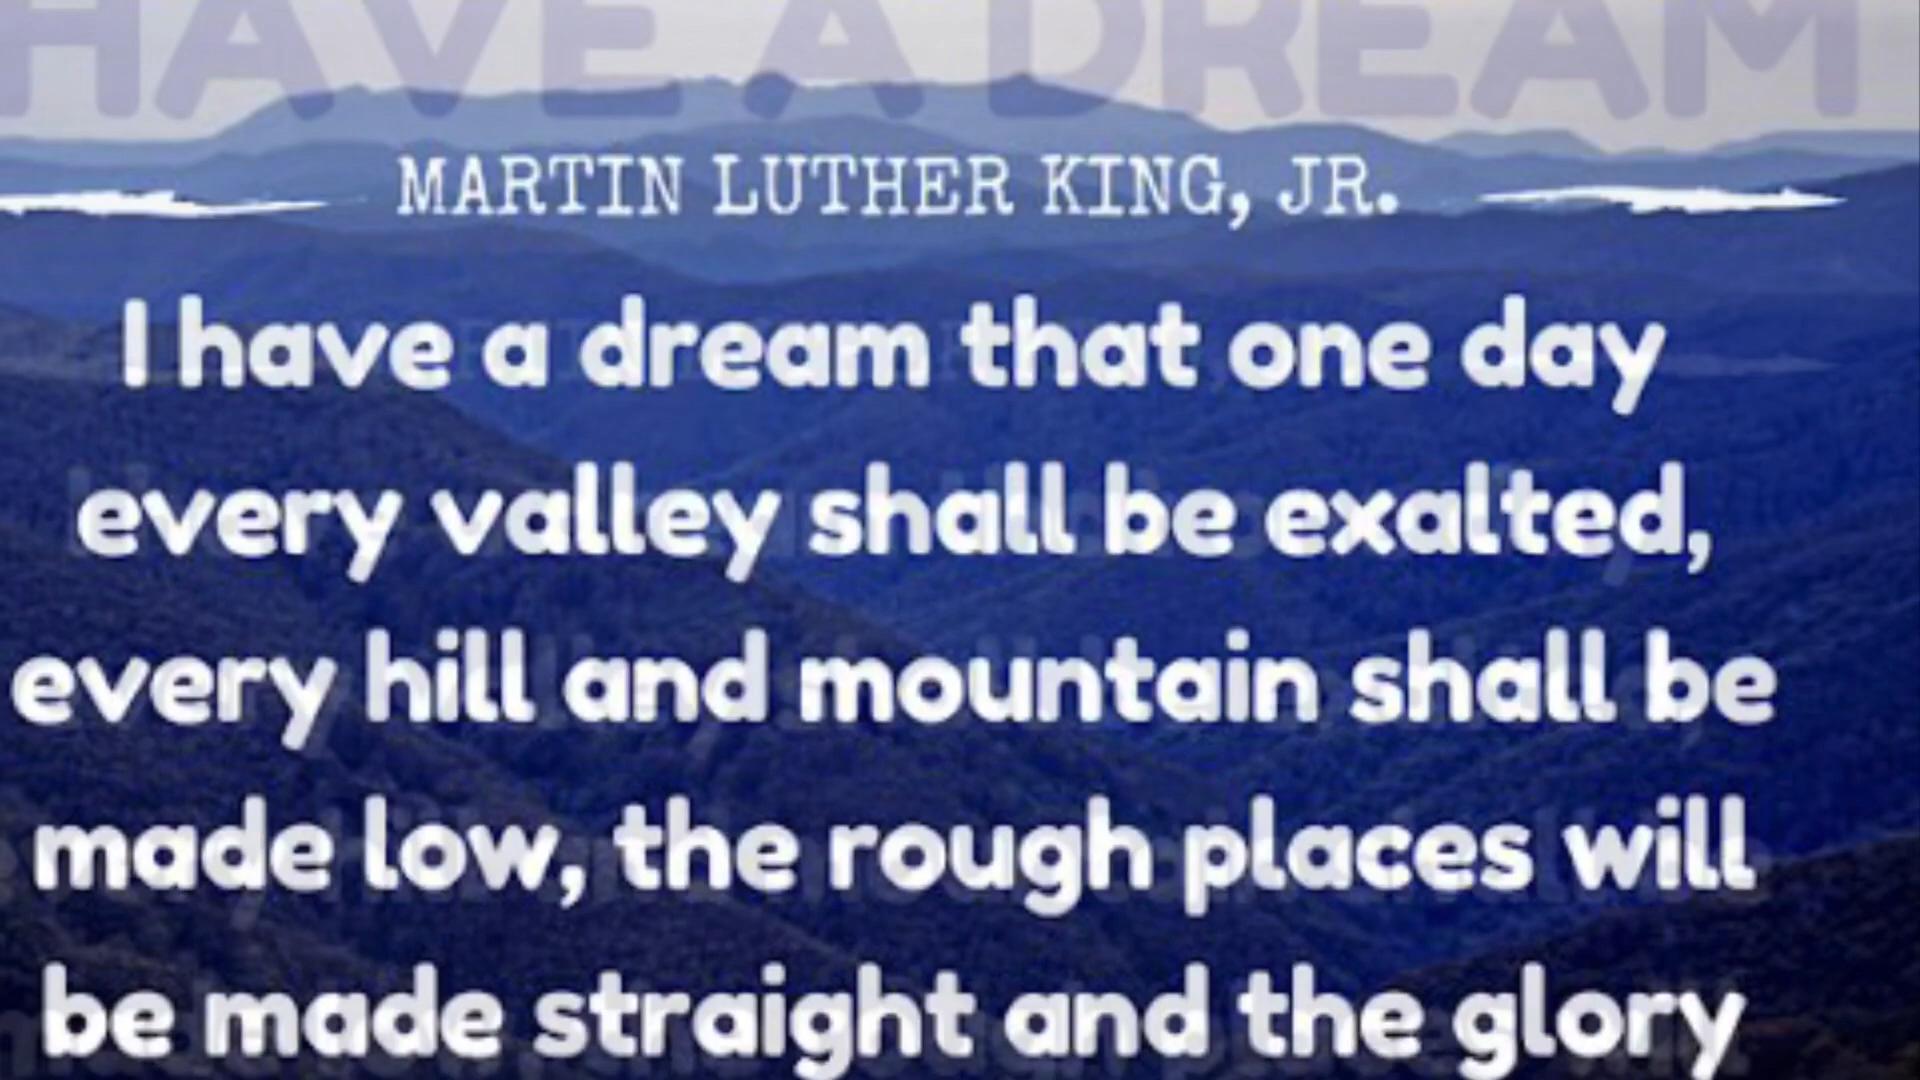 HAVE A DREAM
MARTIN LUTHER KING, JR.
I have a dream that one day
every valley shall be exalted,
every hill and mountain shall be
made low, the rough places will
be made straight and the glory